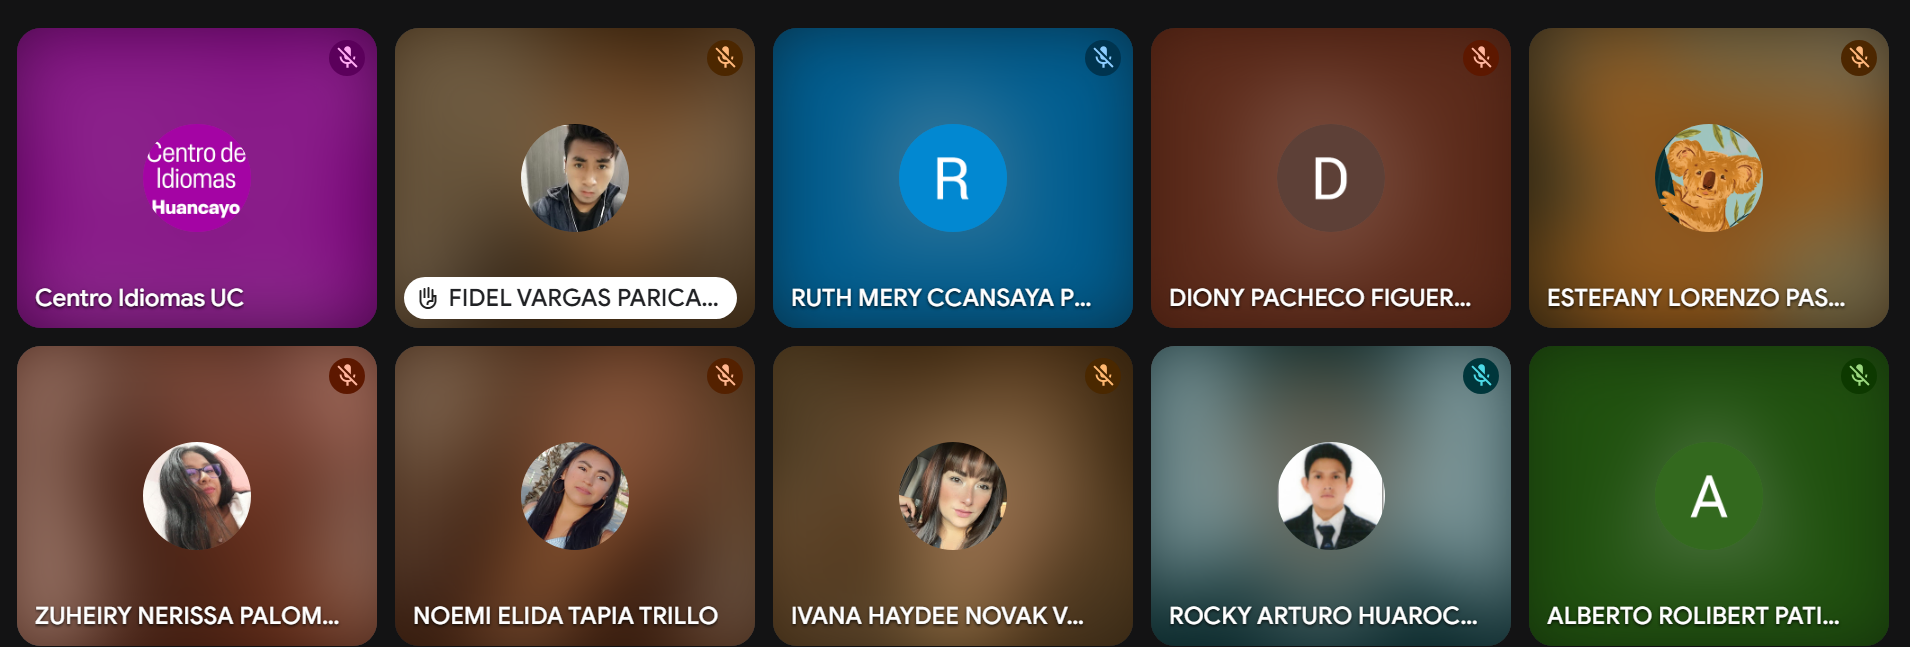 Centro de
Idiomas
Huancayo
Centro Idiomas UC
FIDEL VARGAS PARICA...
R
RUTH MERY CCANSAYA P...
D
DIONY PACHECO FIGUER...
ESTEFANY LORENZO PAS...
ZUHEIRY NERISSA PALOM...
NOEMI ELIDA TAPIA TRILLO
IVANA HAYDEE NOVAK V...
ROCKY ARTURO HUAROC...
A
ALBERTO ROLIBERT PATI...